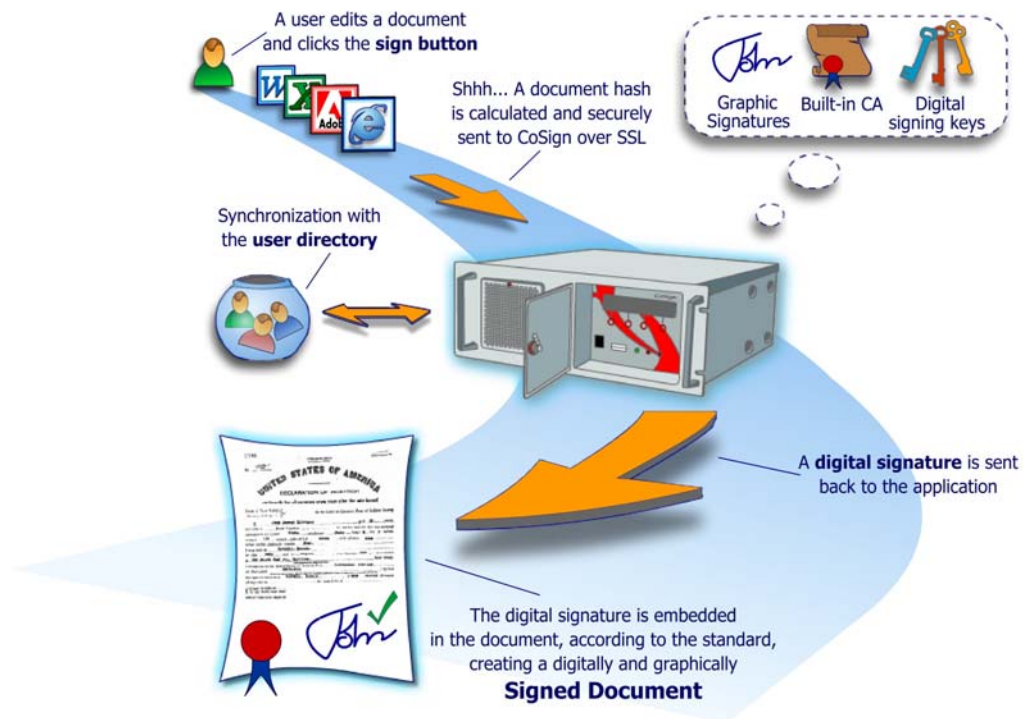 A user edits a document
and clicks the sign button
W
X
Adob
e
Shhh... A document hash
is calculated and securely
sent to CoSign over SSL
John
Graphic
Signatures
Built-in CA
Digital
signing keys
Synchronization with
the user directory
A digital signature is sent
back to the application
UNITED STATES OF AMERICA
DECLARATION OF INTENTION
John
The digital signature is embedded
in the document, according to the standard,
creating a digitally and graphically
Signed Document